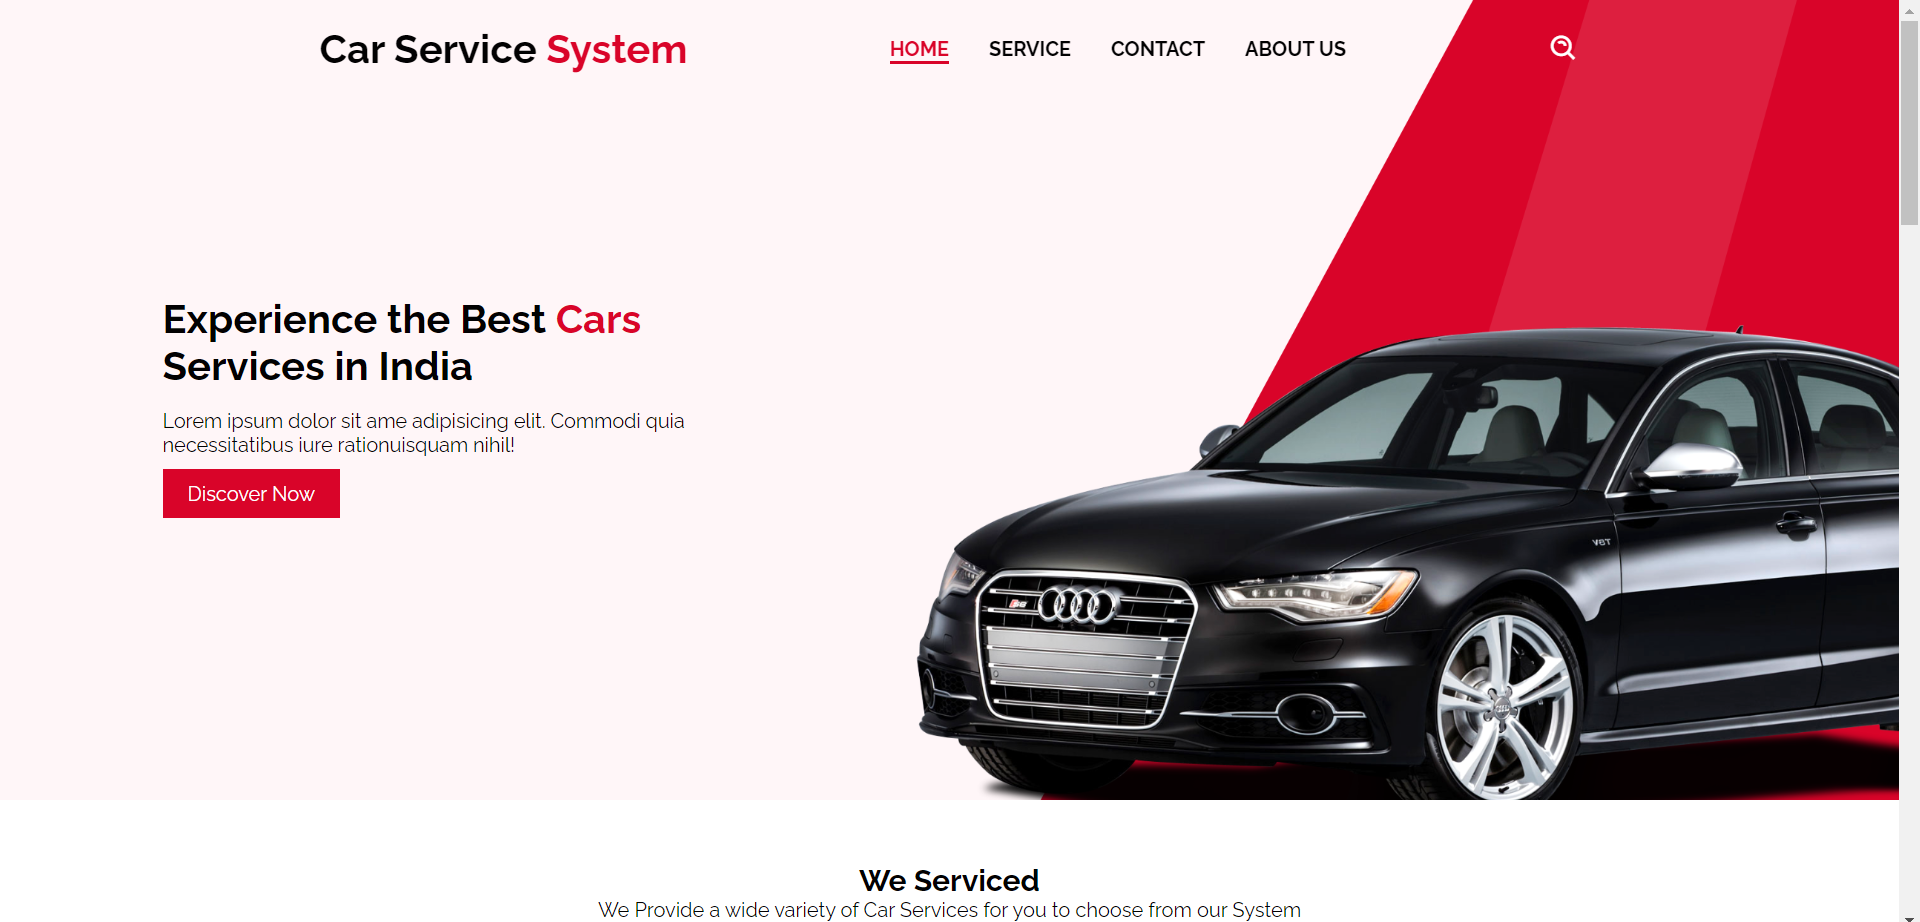 Car Service System
HOME SERVICE CONTACT ABOUT US
Experience the Best Cars
Services in India
Lorem ipsum dolor sit ame adipisicing elit. Commodi quia
necessitatibus iure rationuisquam nihil!
Discover Now
V8T
S6
We Serviced
We Provide a wide variety of Car Services for you to choose from our System